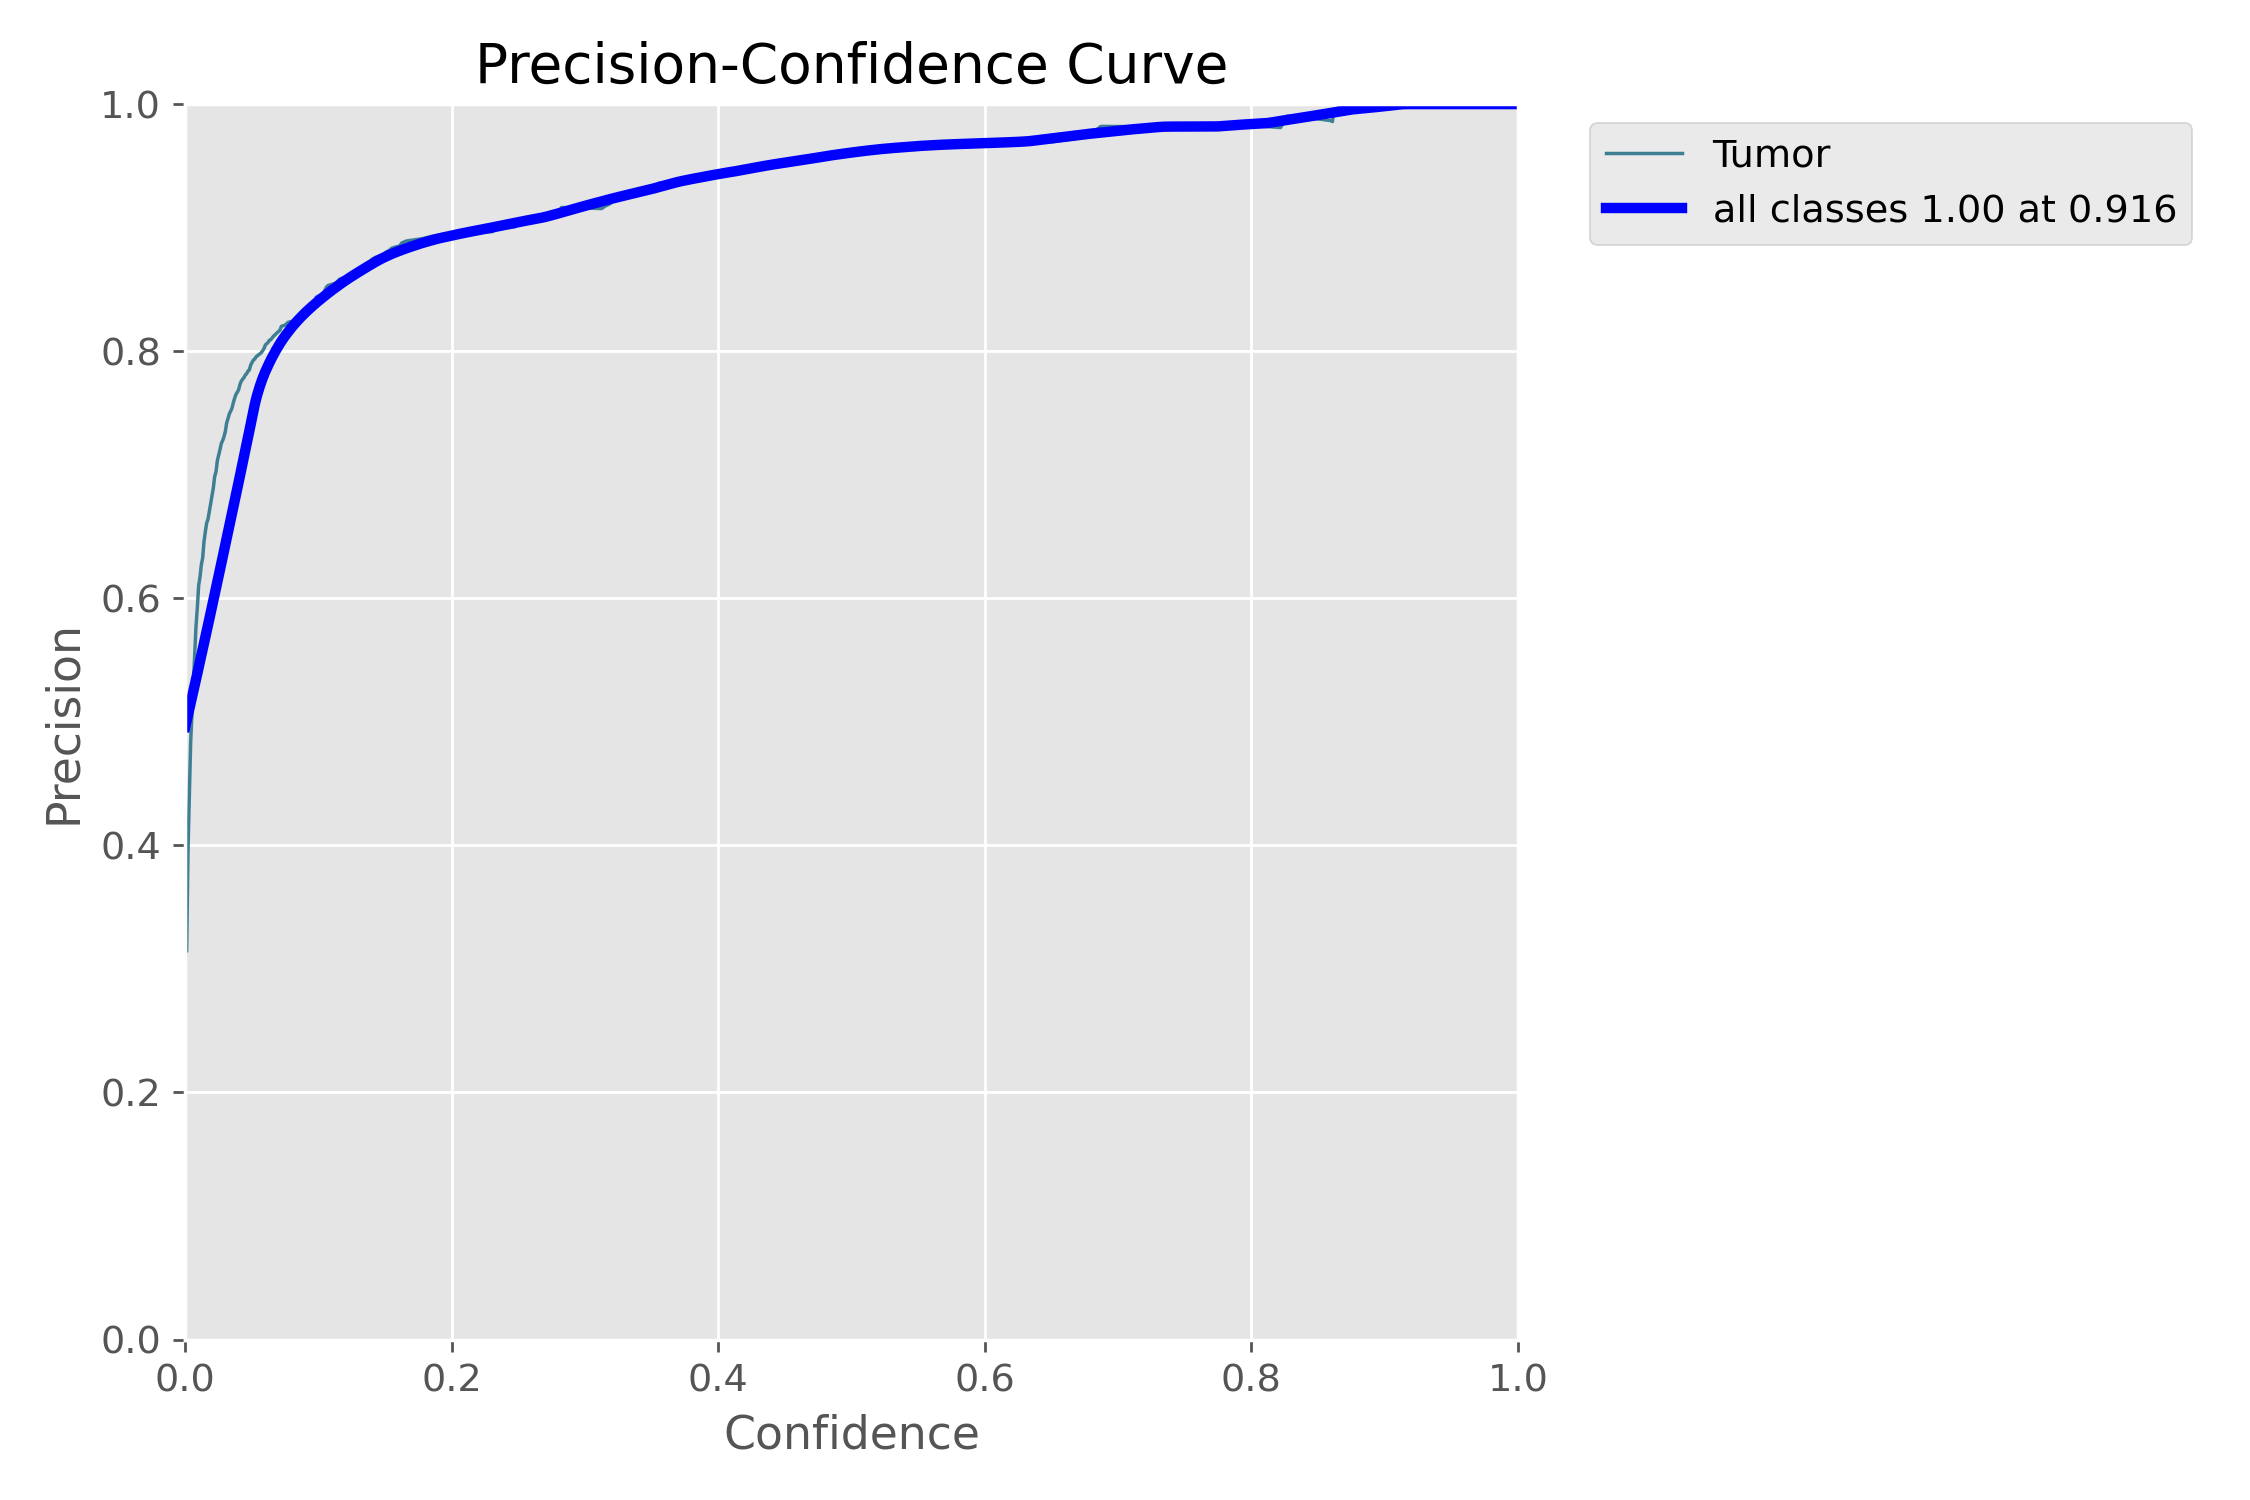 Precision-Confidence Curve
1.0
0.8
0.6
0.4
0.2
0.0
Precision
0.0 0.2 0.4 0.6 0.8 1.0
Confidence
Tumor
all classes 1.00 at 0.916